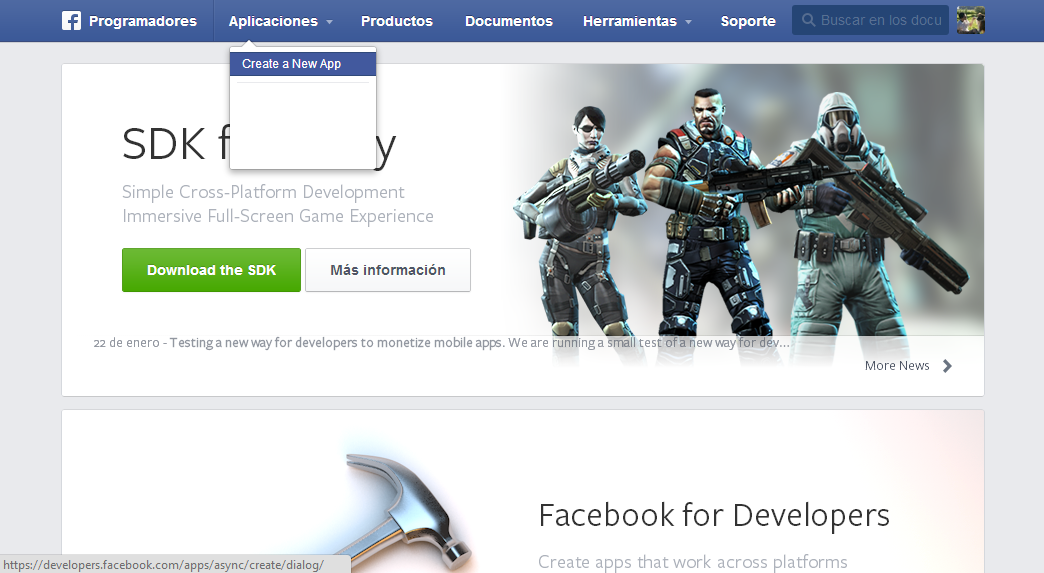 Programadores
Aplicaciones
Productos
Documentos
Herramientas
Soporte
Buscar en los docu
Create a New App
SDK f
y
Simple Cross-Platform Development
Immersive Full-Screen Game Experience
Download the SDK
Más información
22 de enero - Testing a new way for developers to monetize mobile apps. We are running a small test of a new way for dev...
More News
Facebook for Developers
Create apps that work across platforms
https://developers.facebook.com/apps/async/create/dialog/